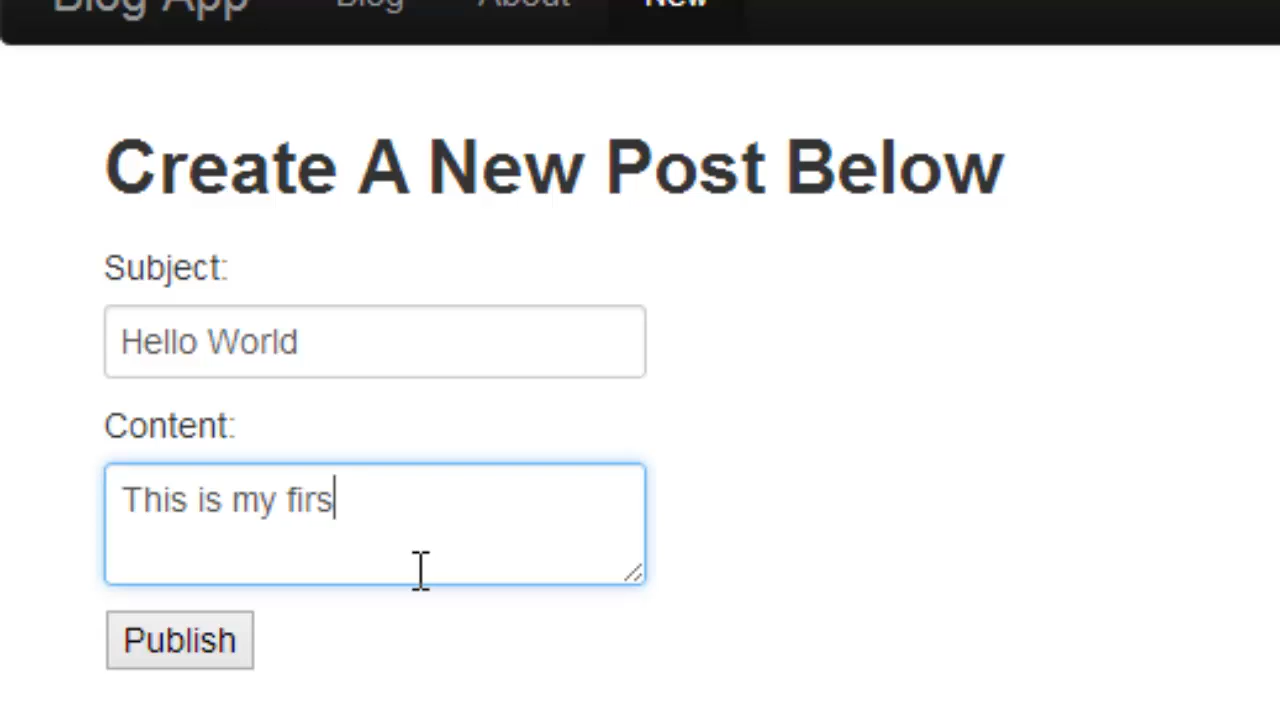 Blog App Blog About New
Create A New Post Below
Subject:
Hello World
Content:
This is my firs
Publish